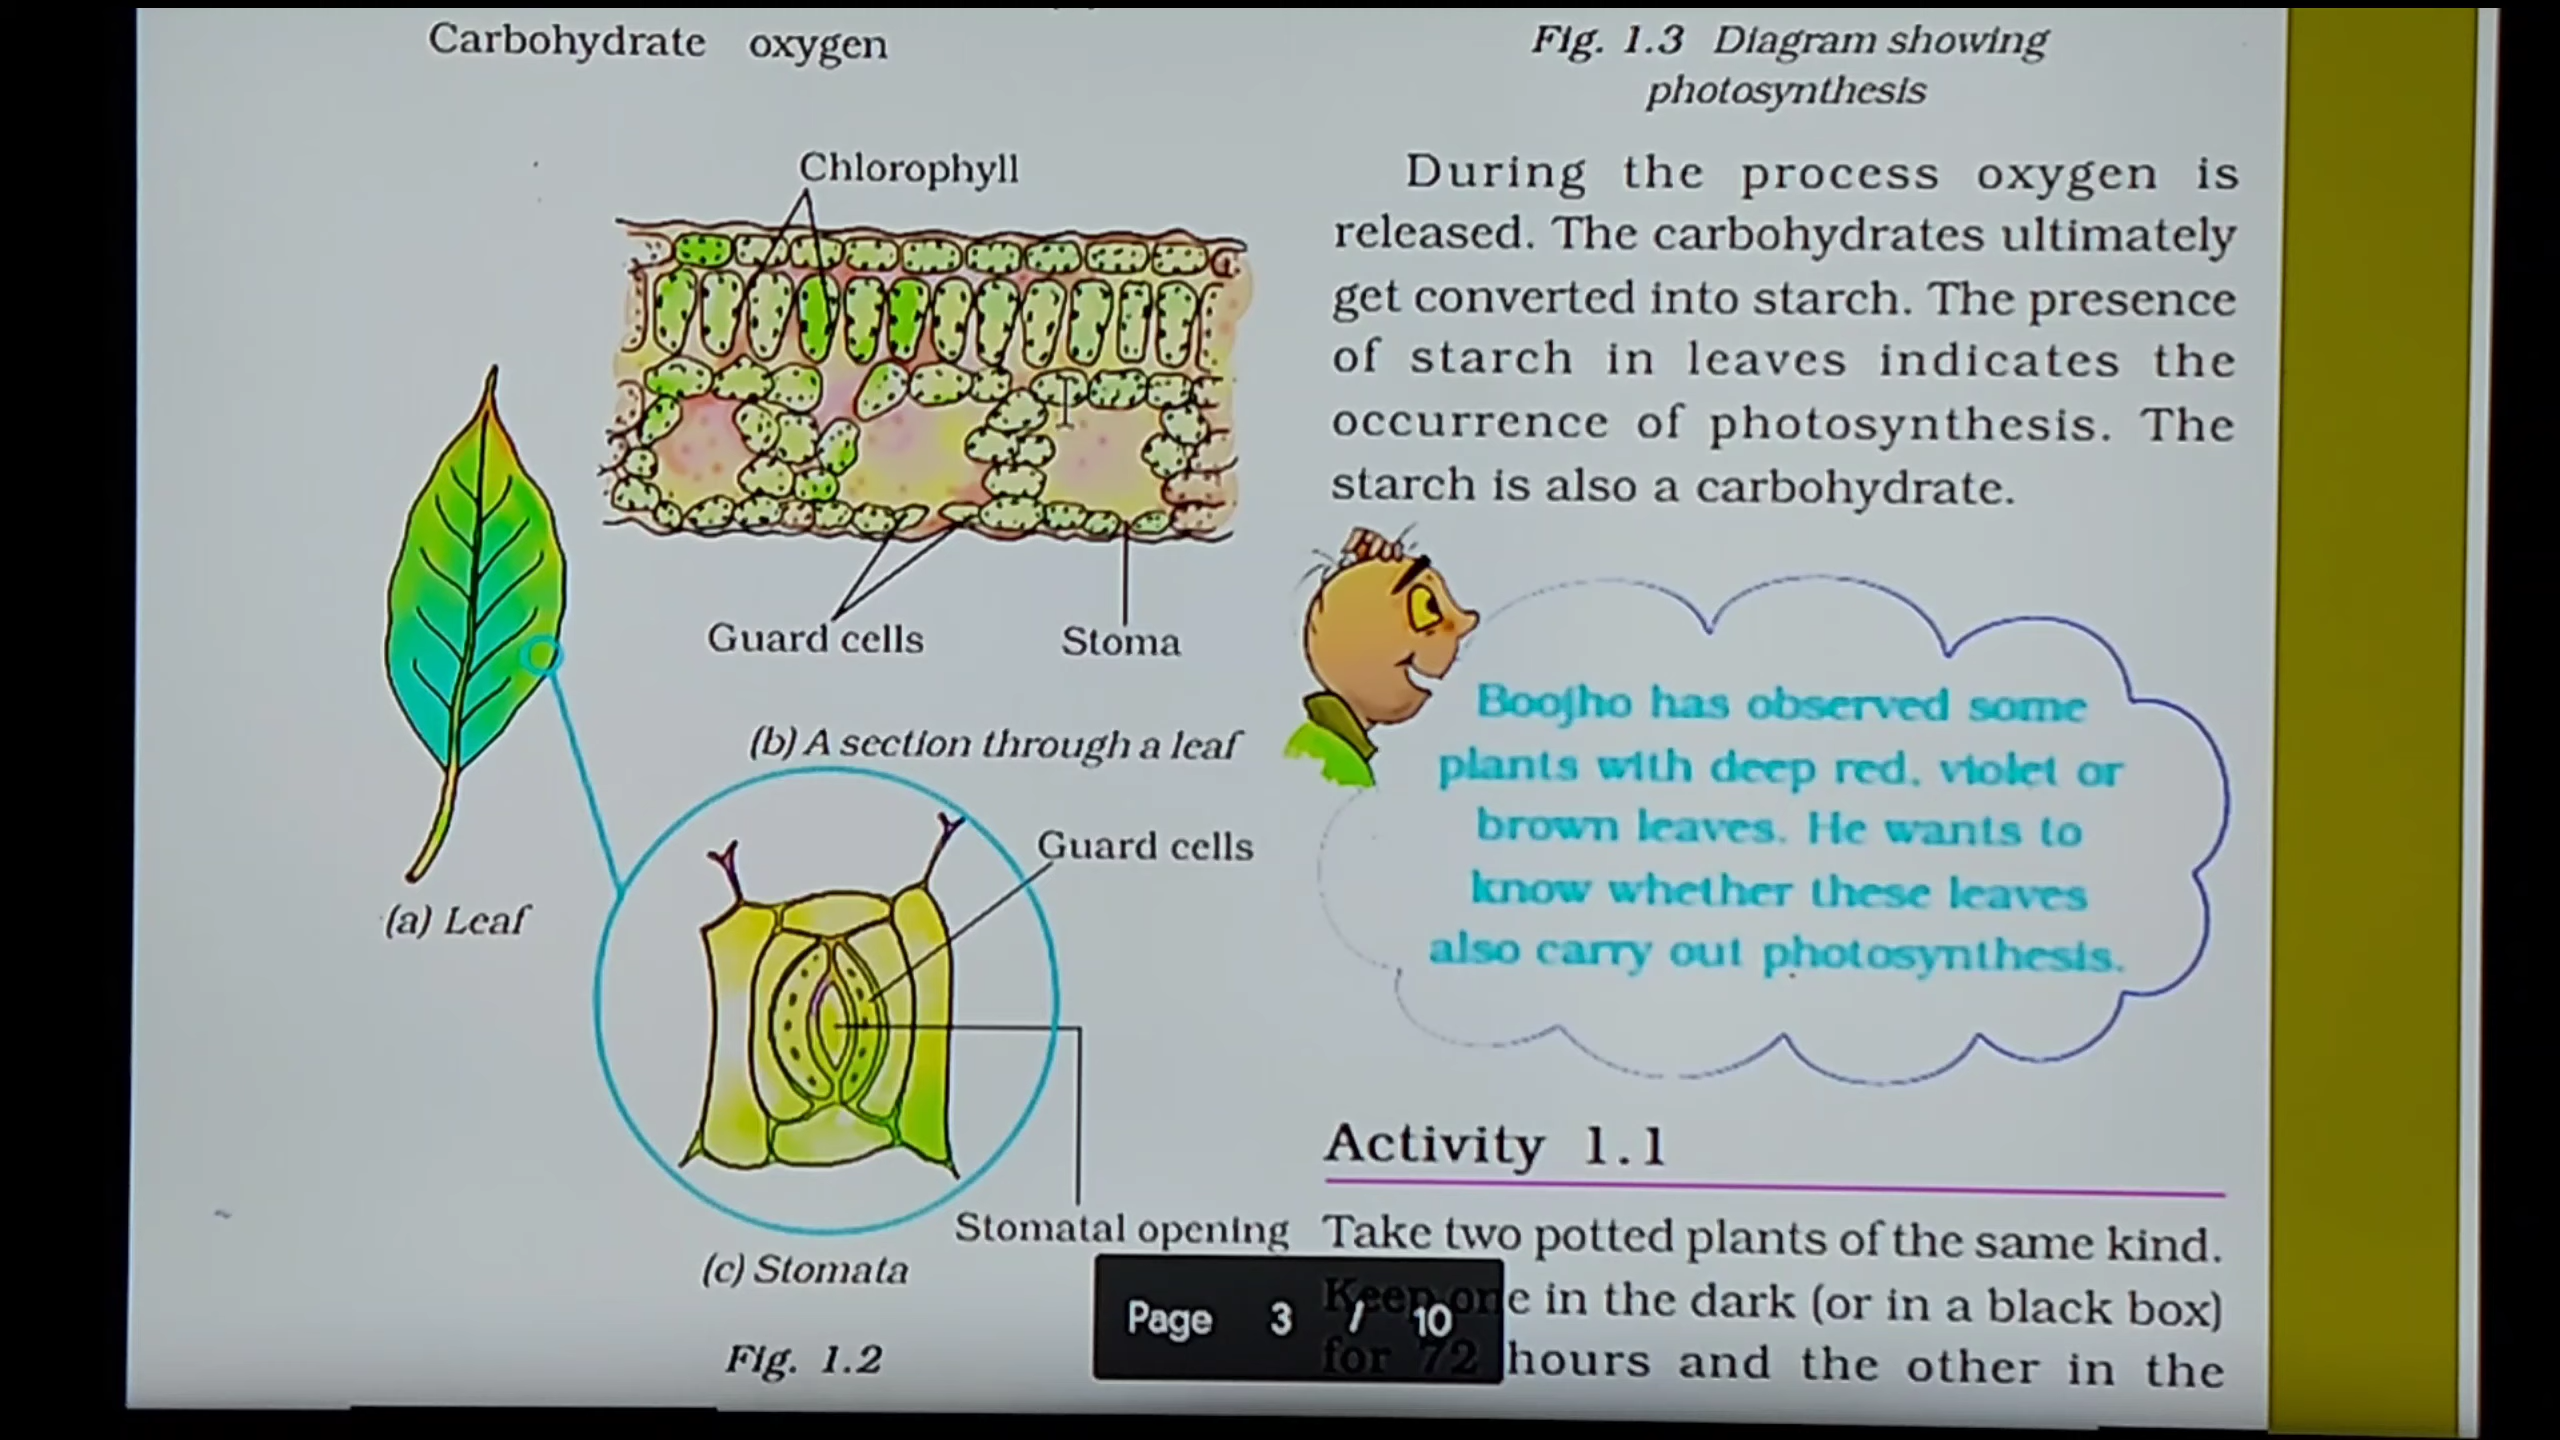 Carbohydrate oxygen
Chlorophyll
Guard cells
Stoma
(b) A section through a leaf
Guard cells
(a) Leaf
Stomatal opening
(c) Stomata
Fig. 1.2
Fig. 1.3 Diagram showing
photosynthesis
During the process oxygen is
released. The carbohydrates ultimately
get converted into starch. The presence
of starch in leaves indicates the
occurrence of photosynthesis. The
starch is also a carbohydrate.
Boojho has observed some
plants with deep red, violet or
brown leaves. He wants to
know whether these leaves
also carry out photosynthesis.
Activity 1.1
Take two potted plants of the same kind.
Keep one in the dark (or in a black box)
for 72 hours and the other in the
Page 3 / 10